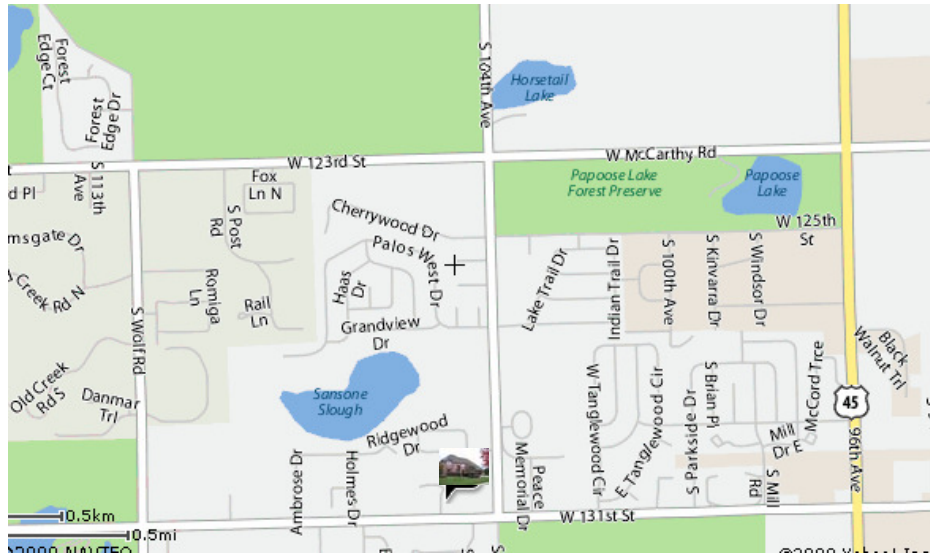 Forest
Edge Ct
Forest
Edge Dr
S 104th Ave
Horsetail
Lake
W 123rd St
W McCarthy Rd
S 113th
Ave
d Pl
Fox
Ln N
Papoose Lake
Forest Preserve
Papoose
Lake
S Post
Rd
Cherrywood Dr
W 125th
St
msgate Dr
Palos West Dr
Creek Rd N
Romiga
Ln
Rail
Ln
Haas
Dr
Lake Trail Dr
Indian Trail Dr
S 100th Ave
S Kinvarra Dr
S Windsor Dr
S Wolf Rd
Grandview
Dr
Black
Walnut Trl
Old Creek
Rd S
Danmar
Trl
Sansone
Slough
W Tanglewood Cir
E Tanglewood Cir
S Parkside Dr
S Brian Pl
McCord Trce
45
Ridgewood
Dr
Mill
Dr E
96th Ave
Ambrose Dr
Holmes Dr
Peace
Memorial Dr
S Mill
Rd
0.5km
W 131st St
0.5mi